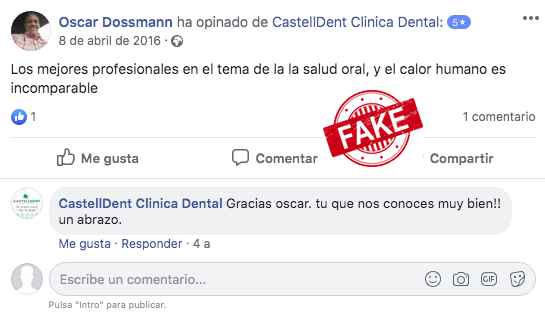 Oscar Dossmann ha opinado de CastellDent Clinica Dental: 5★
8 de abril de 2016 ·
Los mejores profesionales en el tema de la la salud oral, y el calor humano es
incomparable
1
1 comentario
FAKE
Me gusta
Comentar
Compartir
CASTELLDENT
CastellDent Clinica Dental Gracias oscar. tu que nos conoces muy bien!!
un abrazo.
Me gusta · Responder · 4 a
Escribe un comentario...
GIF
Pulsa "Intro" para publicar.